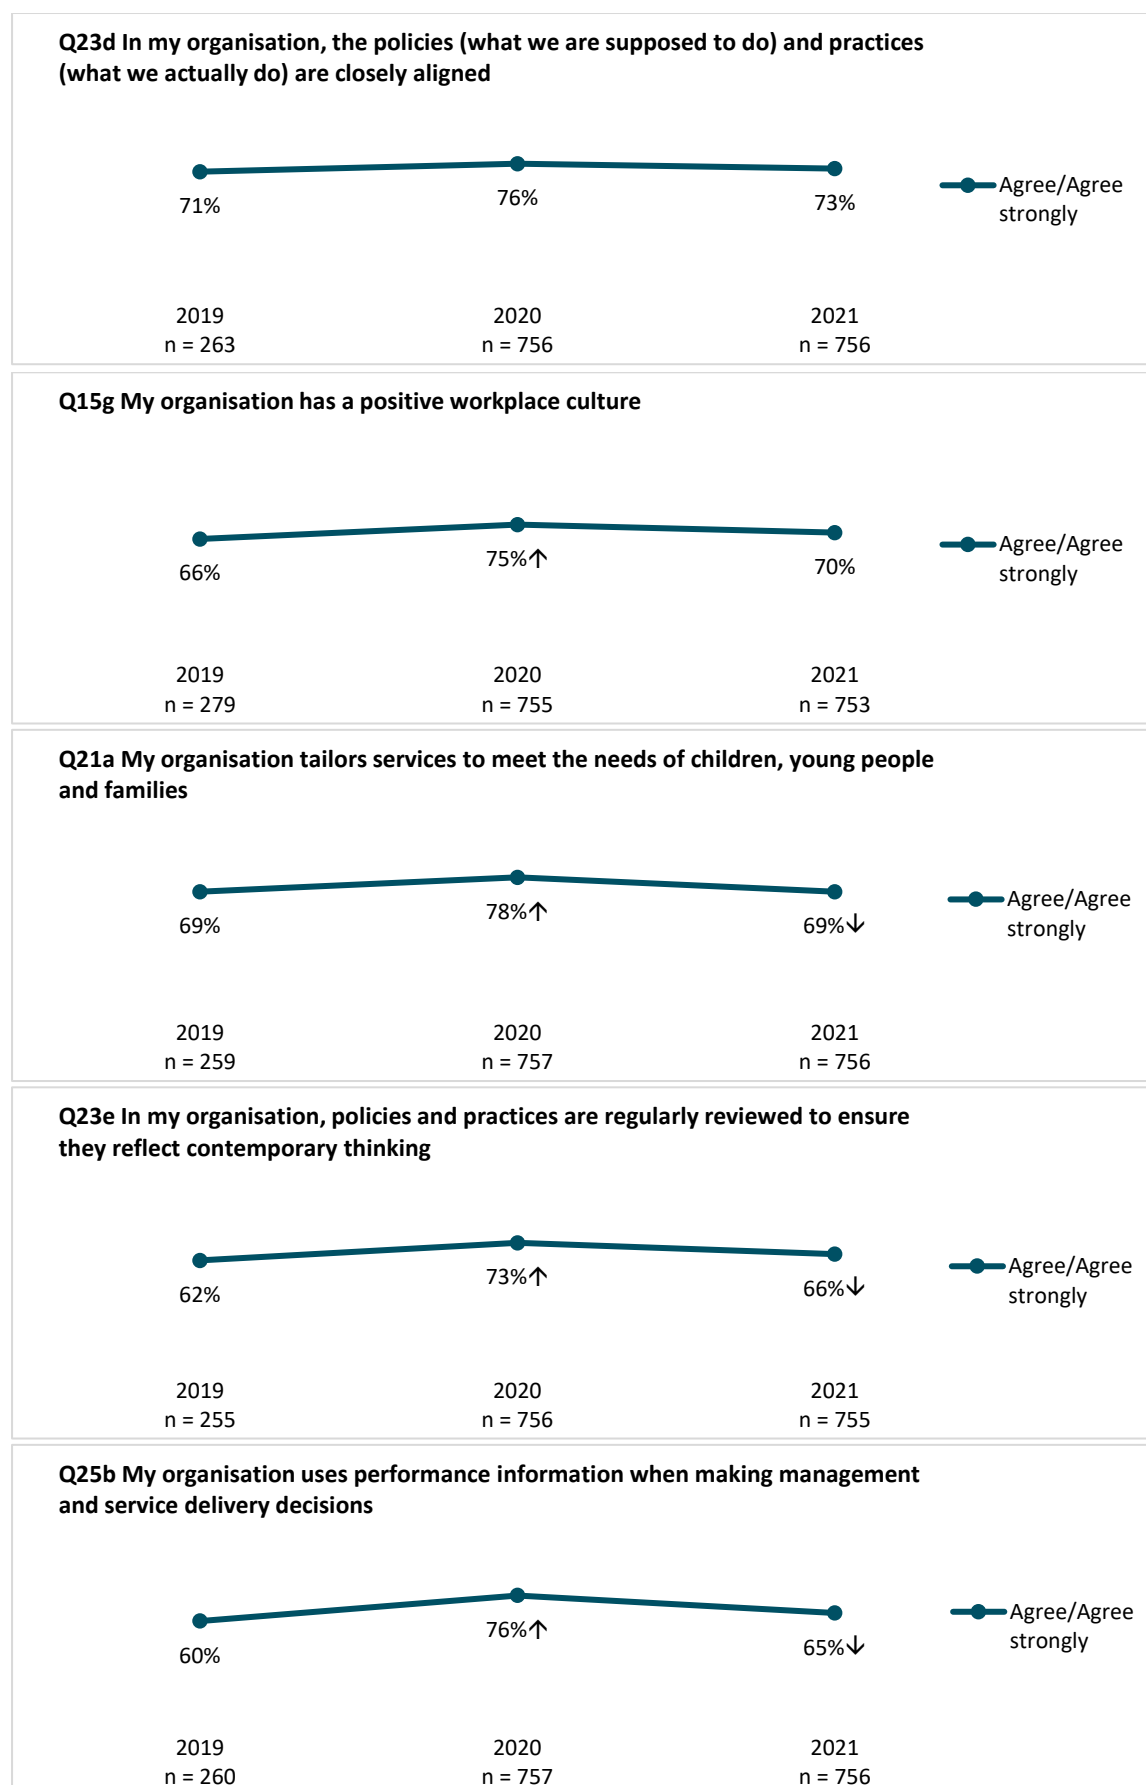 Q23d In my organisation, the policies (what we are supposed to do) and practices
(what we actually do) are closely aligned
71%
76%
73%
Agree/Agree
strongly
2019
2020
2021
n = 263
n = 756
n = 756
Q15g My organisation has a positive workplace culture
66%
75%↑
70%
Agree/Agree
strongly
2019
2020
2021
n = 279
n = 755
n = 753
Q21a My organisation tailors services to meet the needs of children, young people
and families
69%
78%↑
69%↓
Agree/Agree
strongly
2019
2020
2021
n = 259
n = 757
n = 756
Q23e In my organisation, policies and practices are regularly reviewed to ensure
they reflect contemporary thinking
62%
73%↑
66%↓
Agree/Agree
strongly
2019
2020
2021
n = 255
n = 756
n = 755
Q25b My organisation uses performance information when making management
and service delivery decisions
60%
76%↑
65%↓
Agree/Agree
strongly
2019
2020
2021
n = 260
n = 757
n = 756